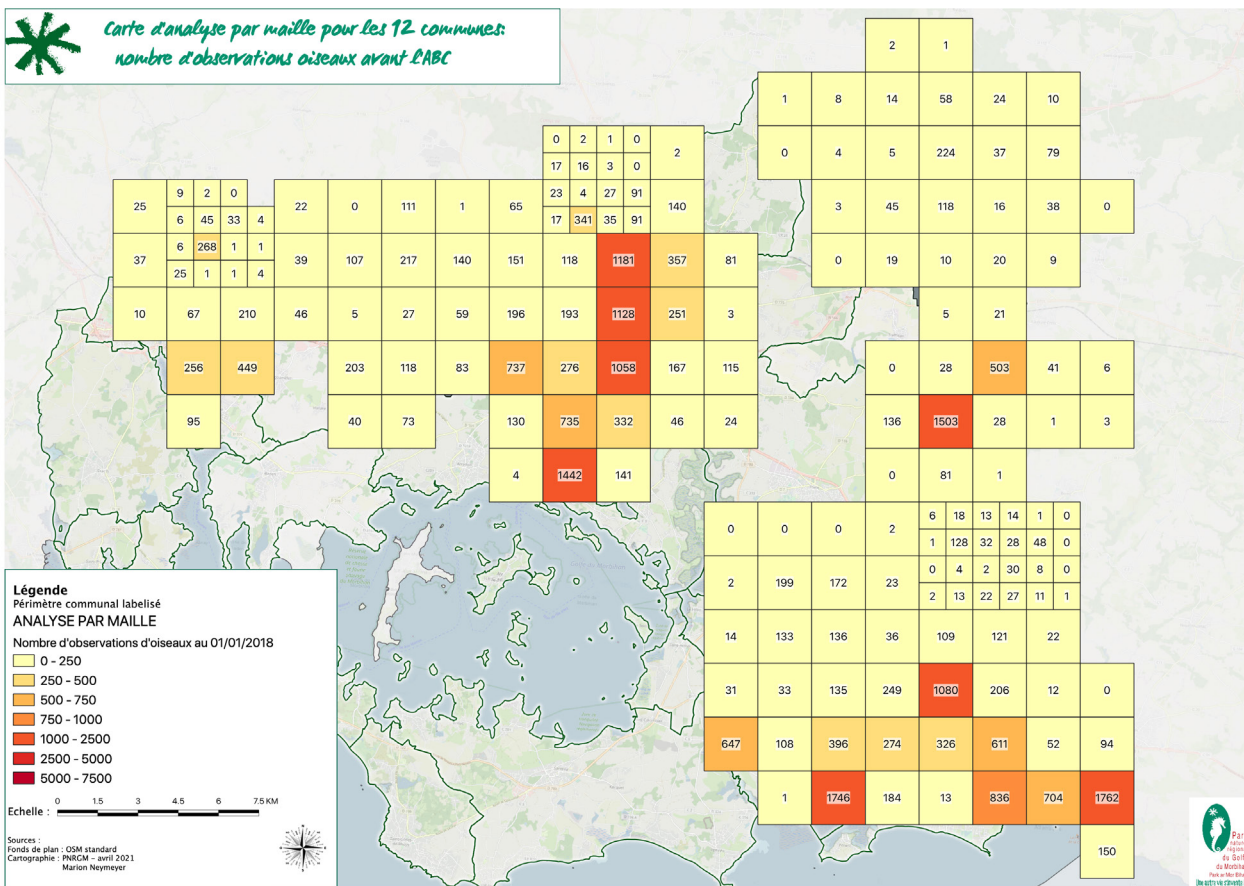 Carte d'analyse par maille pour les 12 communes:
nombre d'observations oiseaux avant l'ABC
2 1
1 8 14 58 24 10
0 2 1 0
2
17 16 3 0
0 4 5 224 37 79
25
9 2 0
22 0 111 1 65
23 4 27 91
140
3 45 118 16 38 0
6 45 33 4
17 341 35 91
37
6 268 1 1
39 107 217 140 151 118 1181 357 81
0 19 10 20 9
25 1 1 4
10 67 210 46 5 27 59 196 193 1128 251 3
5 21
256 449 203 118 83 737 276 1058 167 115
0 28 503 41 6
95 40 73 130 735 332 46 24
136 1503 28 1 3
4 1442 141
0 81 1
0 0 0 2
6 18 13 14 1 0
1 128 32 28 48 0
2 199 172 23
0 4 2 30 8 0
2 13 22 27 11 1
14 133 136 36 109 121 22
31 33 135 249 1080 206 12 0
647 108 396 274 326 611 52 94
1 1746 184 13 836 704 1762
150
Légende
Périmètre communal labelisé
ANALYSE PAR MAILLE
Nombre d'observations d'oiseaux au 01/01/2018
0 - 250
250 - 500
500 - 750
750 - 1000
1000 - 2500
2500 - 5000
5000 - 7500
Echelle :
0 1.5 3 4.5 6 7.5 KM
Sources :
Fonds de plan : OSM standard
Cartographie : PNRGM - avril 2021
Marion Neymeyer
Par
naturel
régional
du Golf
du Morbihan